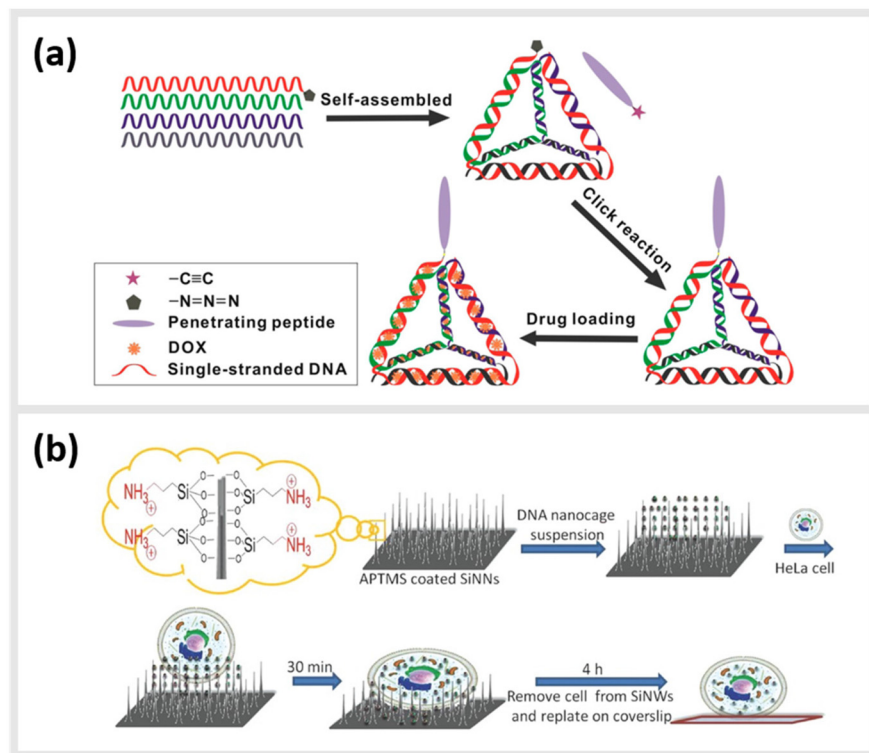 (a)
Self-assembled
Click reaction
Drug loading
–C≡C
–N=N=N
Penetrating peptide
DOX
Single-stranded DNA
(b)
NH3 + Si O O Si NH3 +
NH3 + Si O O Si NH3 +
APTMS coated SiNNs
DNA nanocage
suspension
HeLa cell
30 min
4 h
Remove cell from SiNWs
and replate on coverslip